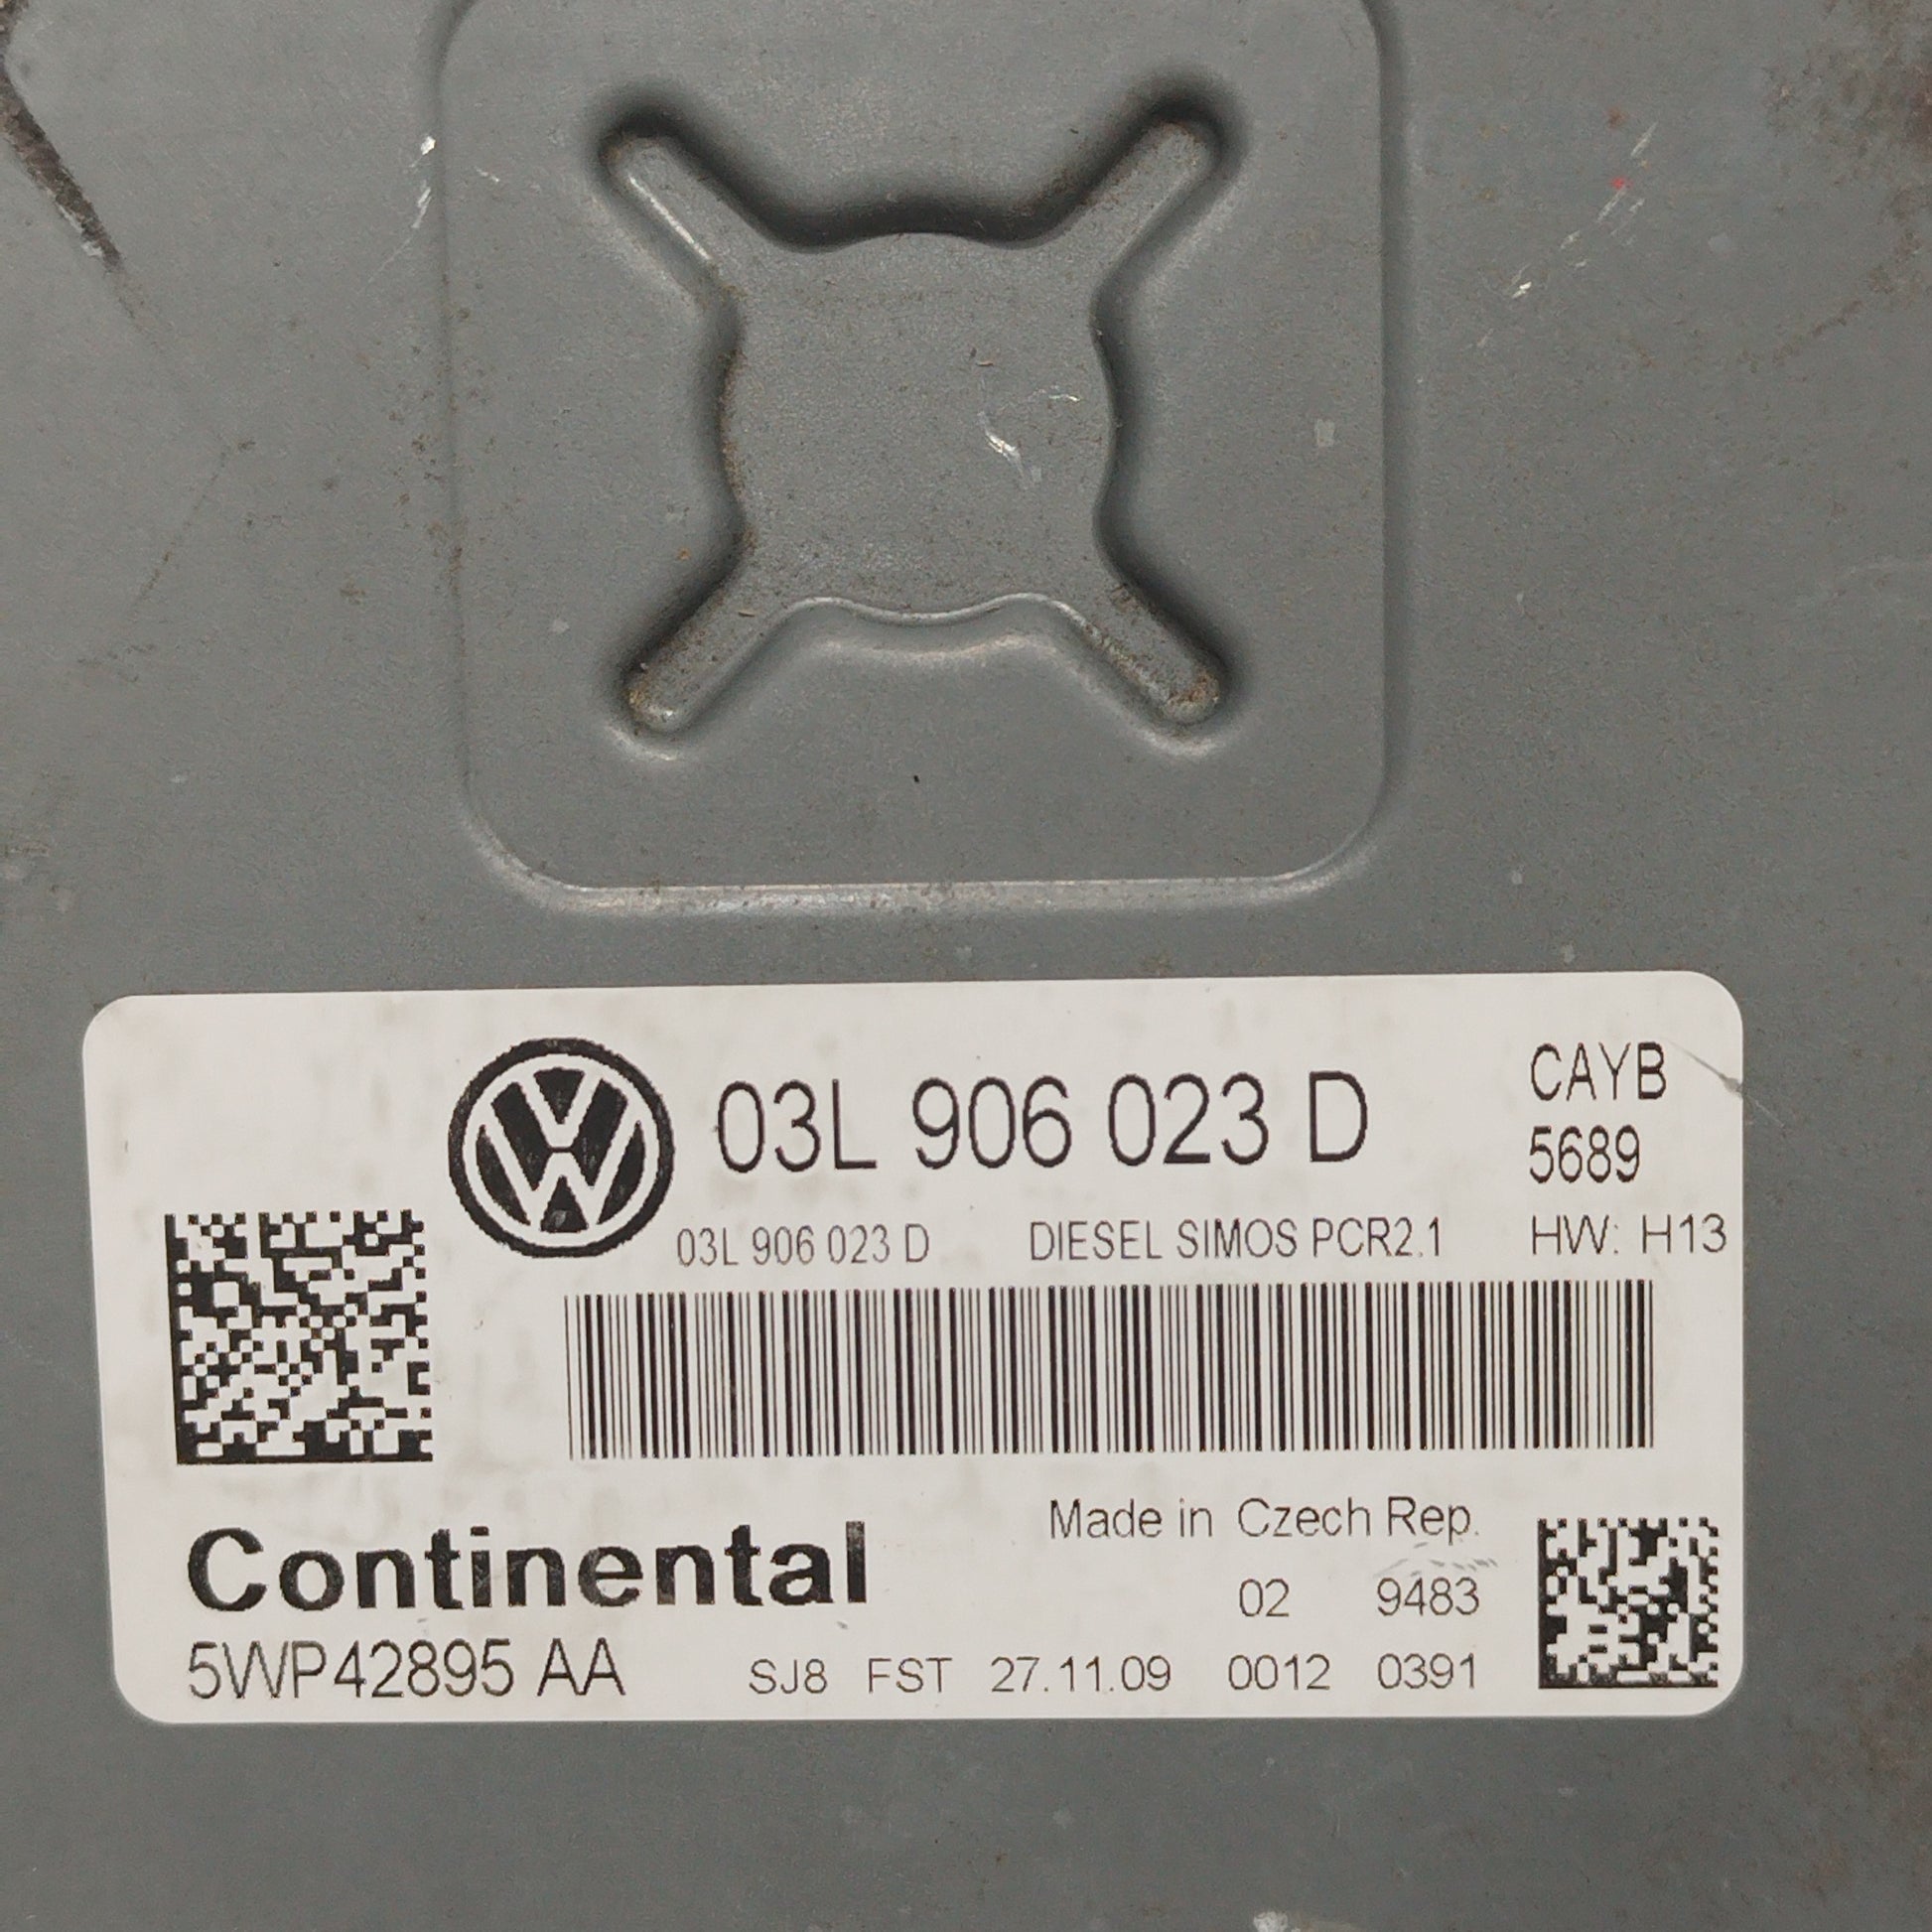 03L 906 023 D
CAYB
5689
03L 906 023 D DIESEL SIMOS PCR2.1 HW: H13
Made in Czech Rep.
Continental
02 9483
5WP42895 AA SJ8 FST 27.11.09 0012 0391